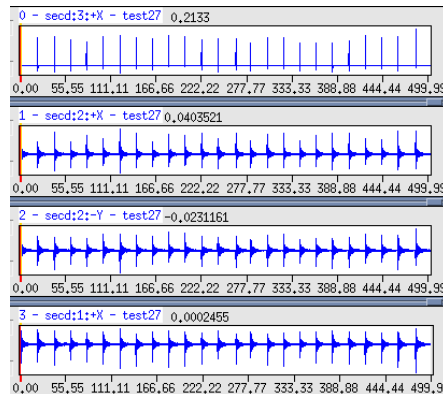 0 - secd:3:+X - test27 0.2133
0.00 55.55 111.11 166.66 222.22 277.77 333.33 388.88 444.44 499.99
1 - secd:2:+X - test27 0.0403521
0.00 55.55 111.11 166.66 222.22 277.77 333.33 388.88 444.44 499.99
2 - secd:2:-Y - test27 -0.0231161
0.00 55.55 111.11 166.66 222.22 277.77 333.33 388.88 444.44 499.99
3 - secd:1:+X - test27 0.0002455
0.00 55.55 111.11 166.66 222.22 277.77 333.33 388.88 444.44 499.99